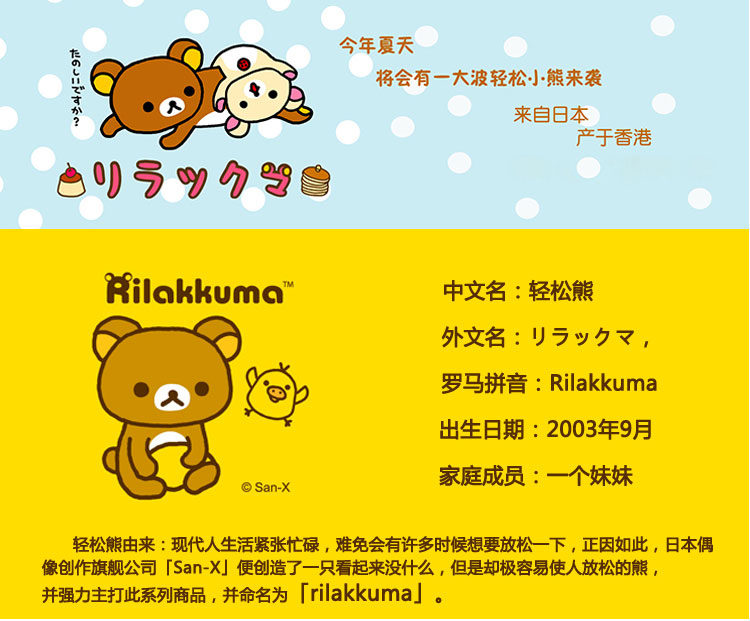 たのしいですか?
今年夏天
将会有一大波轻松小熊来袭
来自日本
产于香港
リラックマ
Rilakkuma™
中文名：轻松熊
外文名：リラックマ，
罗马拼音：Rilakkuma
出生日期：2003年9月
家庭成员：一个妹妹
© San-X
轻松熊由来：现代人生活紧张忙碌，难免会有许多时候想要放松一下，正因如此，日本偶
像创作旗舰公司「San-X」便创造了一只看起来没什么，但是却极容易使人放松的熊，
并强力主打此系列商品，并命名为「rilakkuma」。